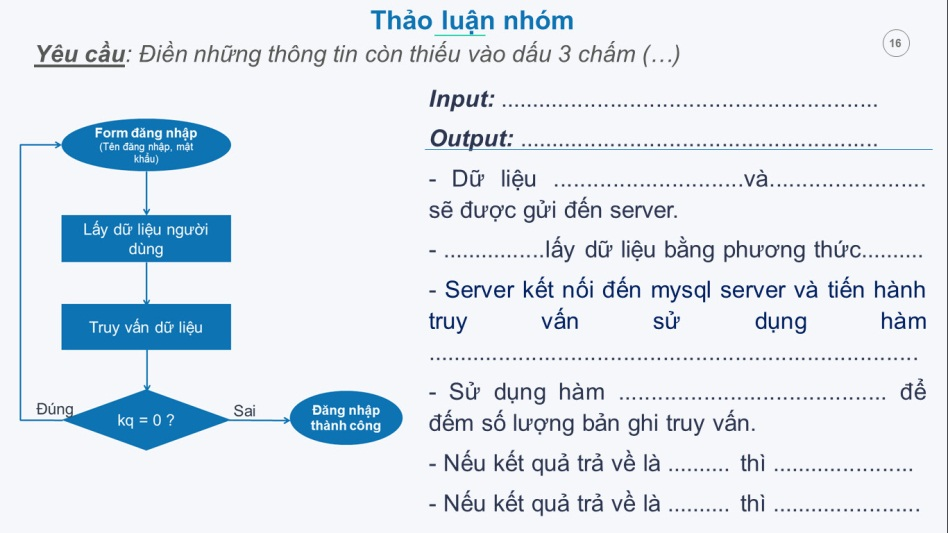 Thảo luận nhóm
Yêu cầu: Điền những thông tin còn thiếu vào dấu 3 chấm (…)
16
Form đăng nhập
(Tên đăng nhập, mật
khẩu)
Lấy dữ liệu người
dùng
Truy vấn dữ liệu
Đúng
kq = 0 ?
Sai
Đăng nhập
thành công
Input: ...........................................................
Output: ........................................................
- Dữ liệu ..............................và.........................
sẽ được gửi đến server.
- ................lấy dữ liệu bằng phương thức..........
- Server kết nối đến mysql server và tiến hành
truy vấn sử dụng hàm
.............................................................................
- Sử dụng hàm .......................................... để
đếm số lượng bản ghi truy vấn.
- Nếu kết quả trả về là .......... thì ......................
- Nếu kết quả trả về là .......... thì .......................